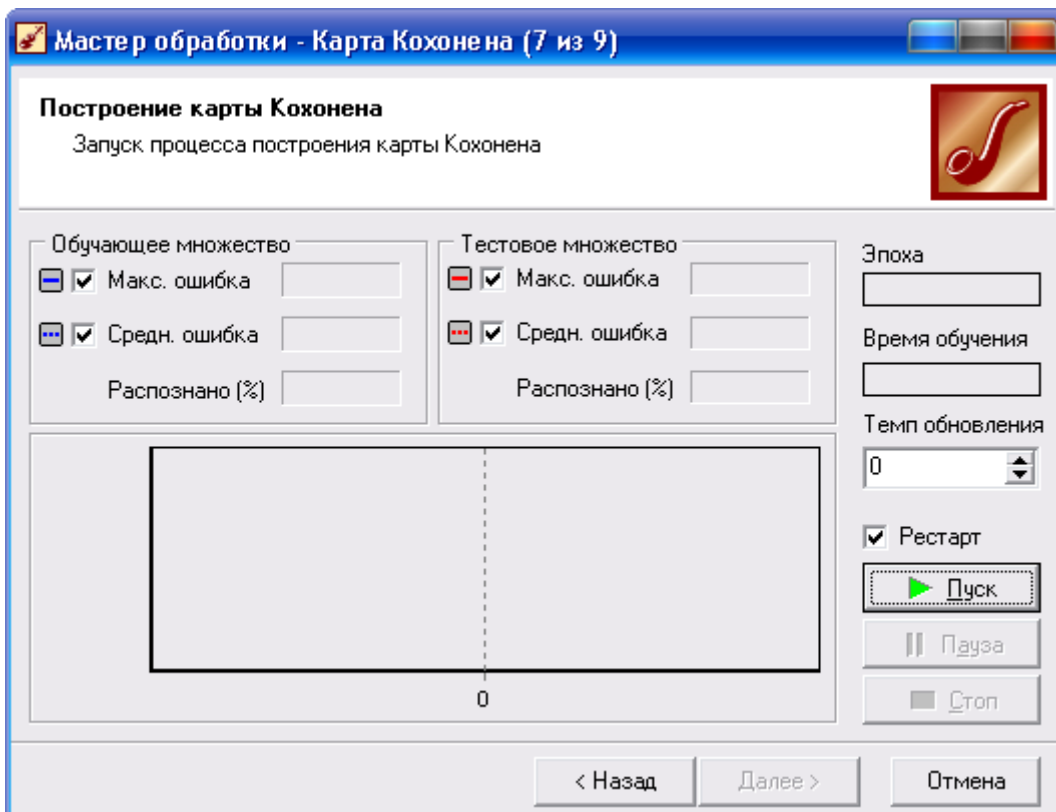 Мастер обработки - Карта Кохонена (7 из 9)
Построение карты Кохонена
Запуск процесса построения карты Кохонена
Обучающее множество
Макс. ошибка
Средн. ошибка
Распознано (%)
Тестовое множество
Макс. ошибка
Средн. ошибка
Распознано (%)
Эпоха
Время обучения
Темп обновления
0
Рестарт
Пуск
Пауза
Стоп
0
< Назад
Далее >
Отмена